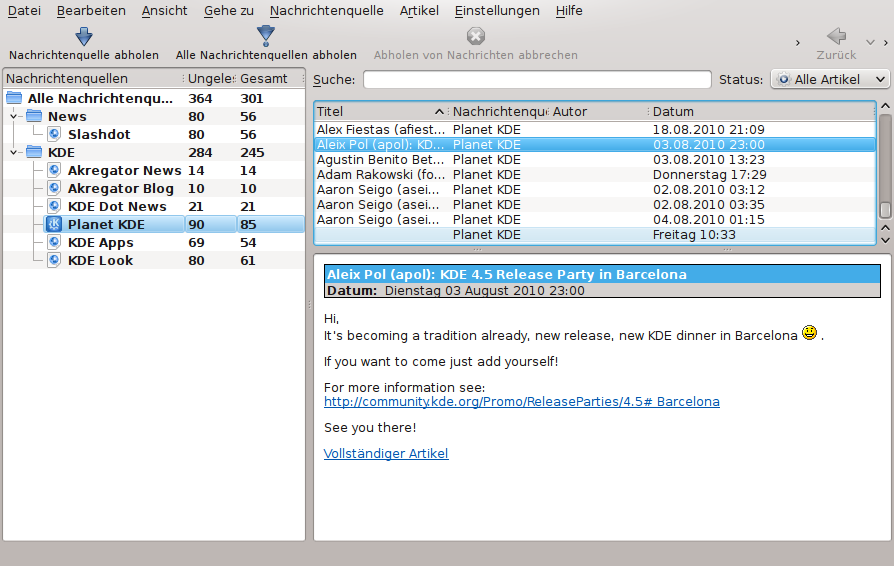 Datei Bearbeiten Ansicht Gehe zu Nachrichtenquelle Artikel Einstellungen Hilfe
Nachrichtenquelle abholen Alle Nachrichtenquellen abholen Abholen von Nachrichten abbrechen Zurück
Nachrichtenquellen Ungeles Gesamt
Alle Nachrichtenqu... 364 301
News 80 56
Slashdot 80 56
KDE 284 245
Akregator News 14 14
Akregator Blog 10 10
KDE Dot News 21 21
Planet KDE 90 85
KDE Apps 69 54
KDE Look 80 61
Suche: Status: Alle Artikel
Titel Nachrichtenqu Autor Datum
Alex Fiestas (afiest... Planet KDE 18.08.2010 21:09
Aleix Pol (apol): KD... Planet KDE 03.08.2010 23:00
Agustin Benito Bet... Planet KDE 03.08.2010 13:23
Adam Rakowski (fo... Planet KDE Donnerstag 17:29
Aaron Seigo (asei... Planet KDE 02.08.2010 03:12
Aaron Seigo (asei... Planet KDE 02.08.2010 03:35
Aaron Seigo (asei... Planet KDE 04.08.2010 01:15
Planet KDE Freitag 10:33
Aleix Pol (apol): KDE 4.5 Release Party in Barcelona
Datum: Dienstag 03 August 2010 23:00
Hi,
It's becoming a tradition already, new release, new KDE dinner in Barcelona .
If you want to come just add yourself!
For more information see:
http://community.kde.org/Promo/ReleaseParties/4.5# Barcelona
See you there!
Vollständiger Artikel